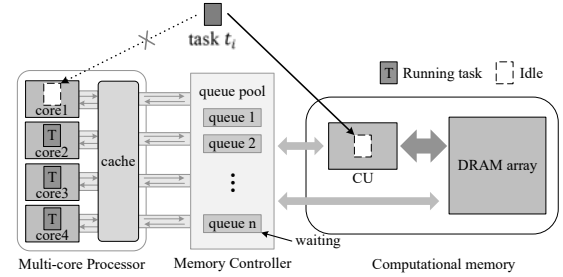 task tᵢ
T Running task
Idle
core1
T
core2
T
core3
T
core4
cache
queue pool
queue 1
queue 2
queue n
waiting
CU
DRAM array
Multi-core Processor
Memory Controller
Computational memory